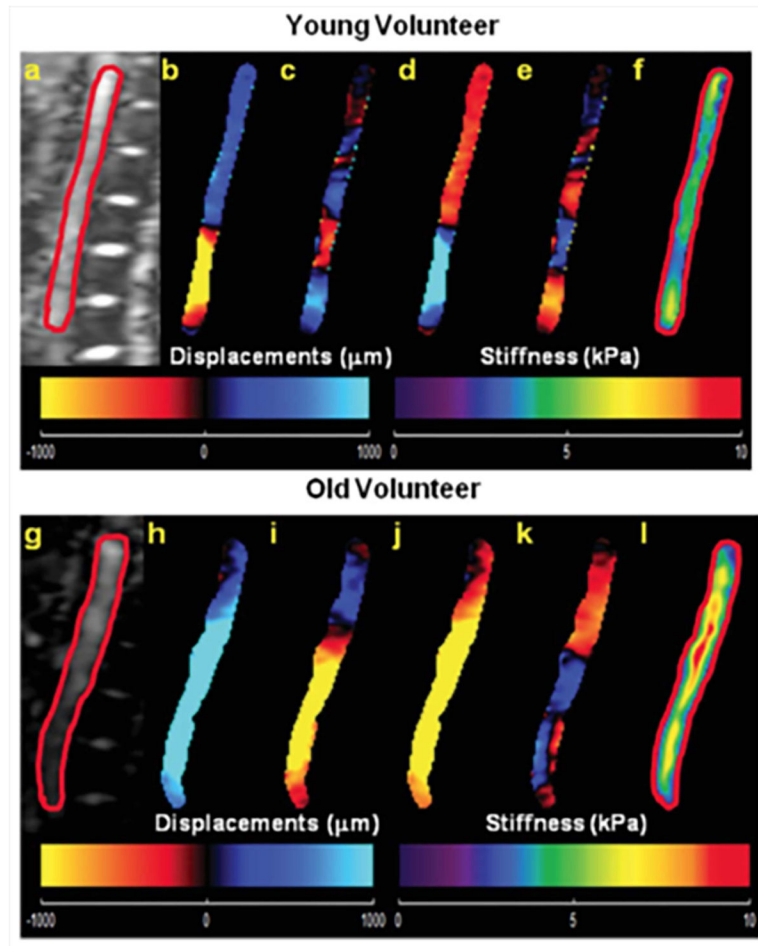 Young Volunteer
a b c d e f
Displacements (µm) Stiffness (kPa)
-1000 0 1000 5 10
Old Volunteer
g h i j k l
Displacements (µm) Stiffness (kPa)
-1000 0 1000 0 5 10